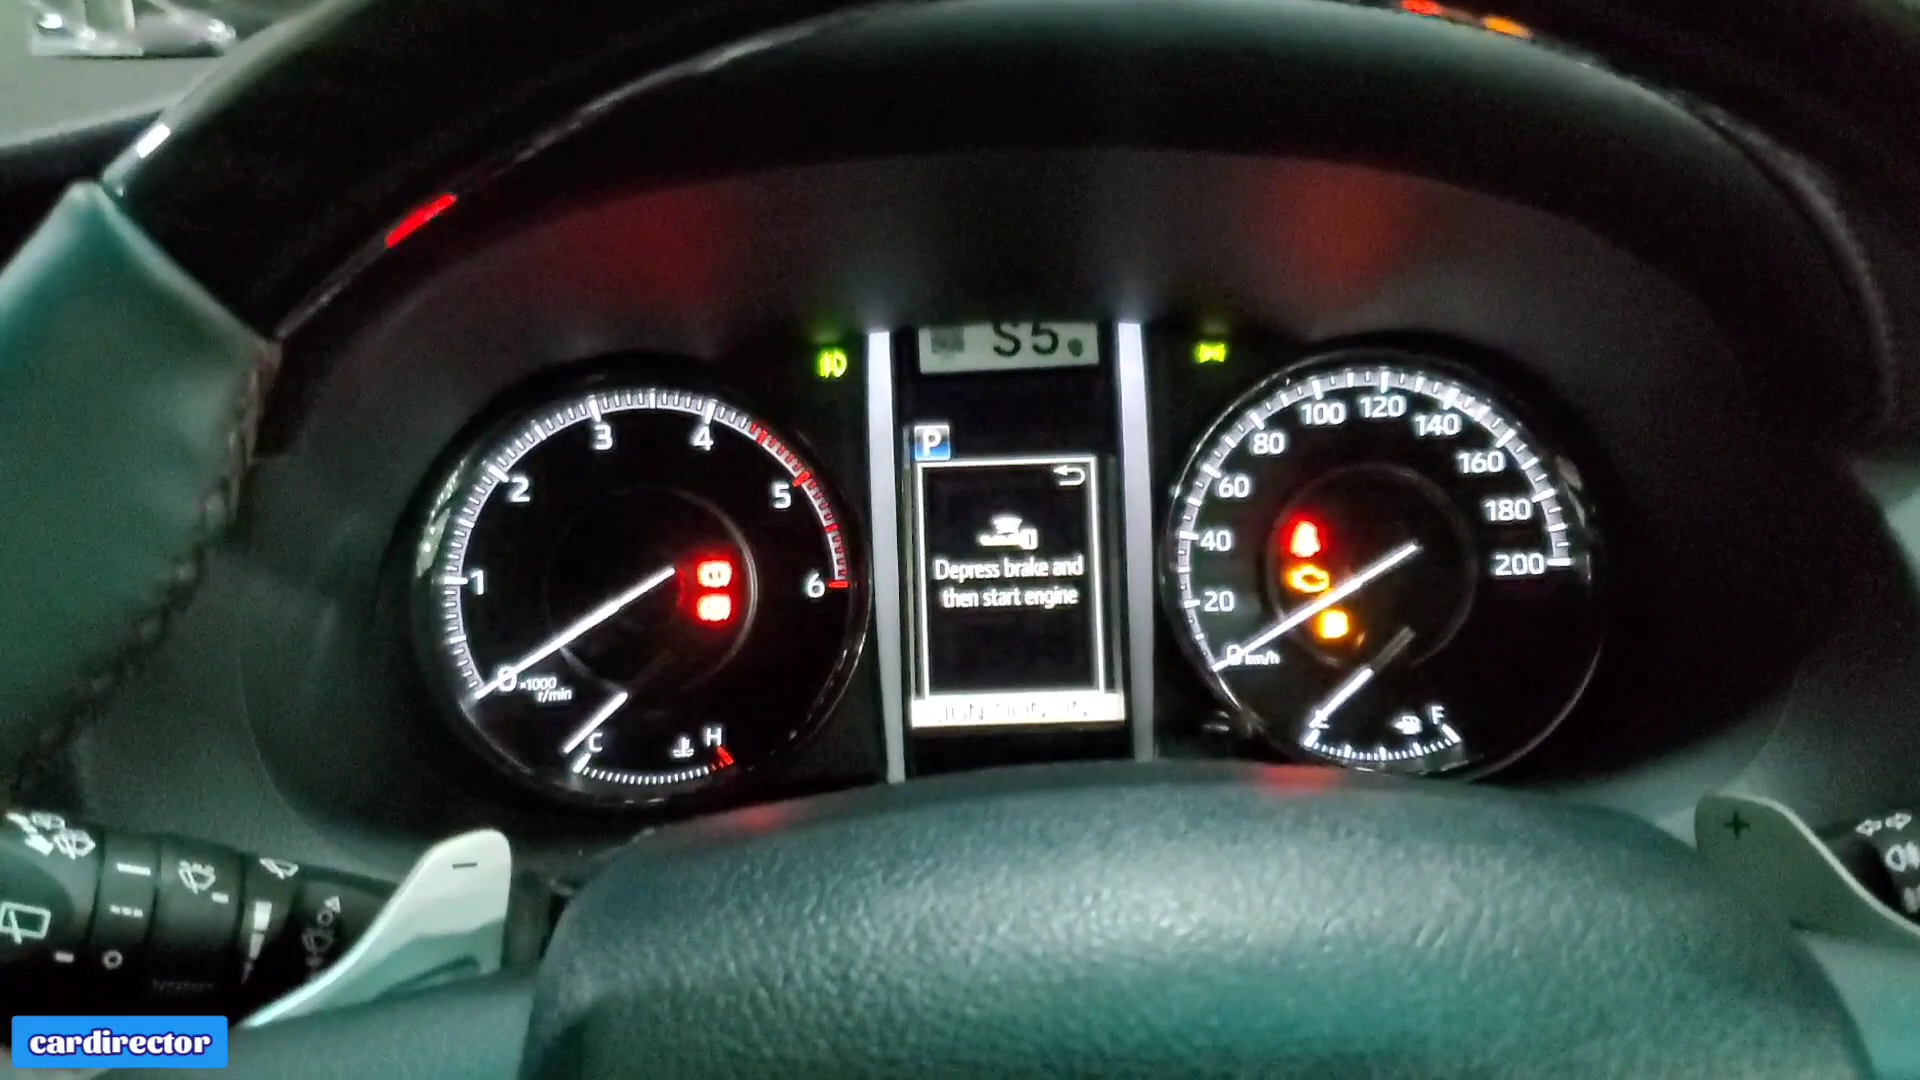 S5
P
Depress brake and
then start engine
3
4
2
5
1
6
0
×1000
r/min
C
H
100
120
80
140
60
160
40
180
20
200
0
km/h
E
F
-
+
cardirector